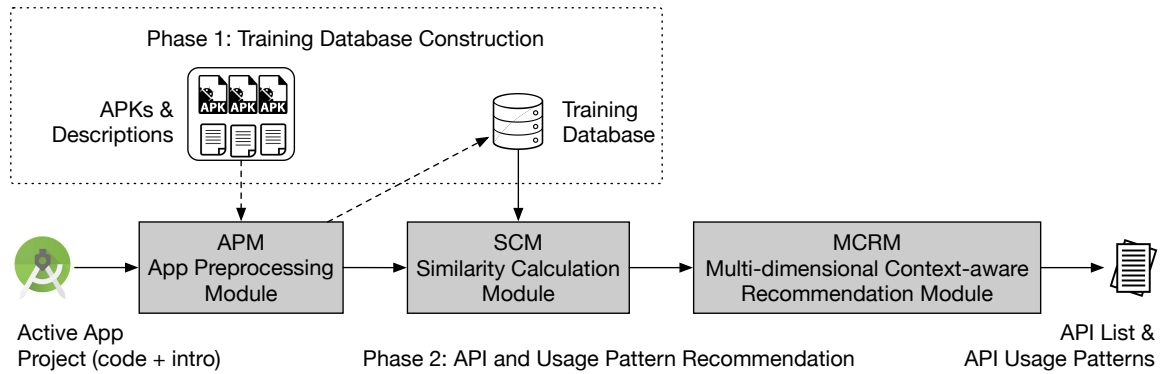 Phase 1: Training Database Construction
APKs &
Descriptions
APK APK APK
Training
Database
APM
App Preprocessing
Module
SCM
Similarity Calculation
Module
MCRM
Multi-dimensional Context-aware
Recommendation Module
Active App
Project (code + intro)
Phase 2: API and Usage Pattern Recommendation
API List &
API Usage Patterns